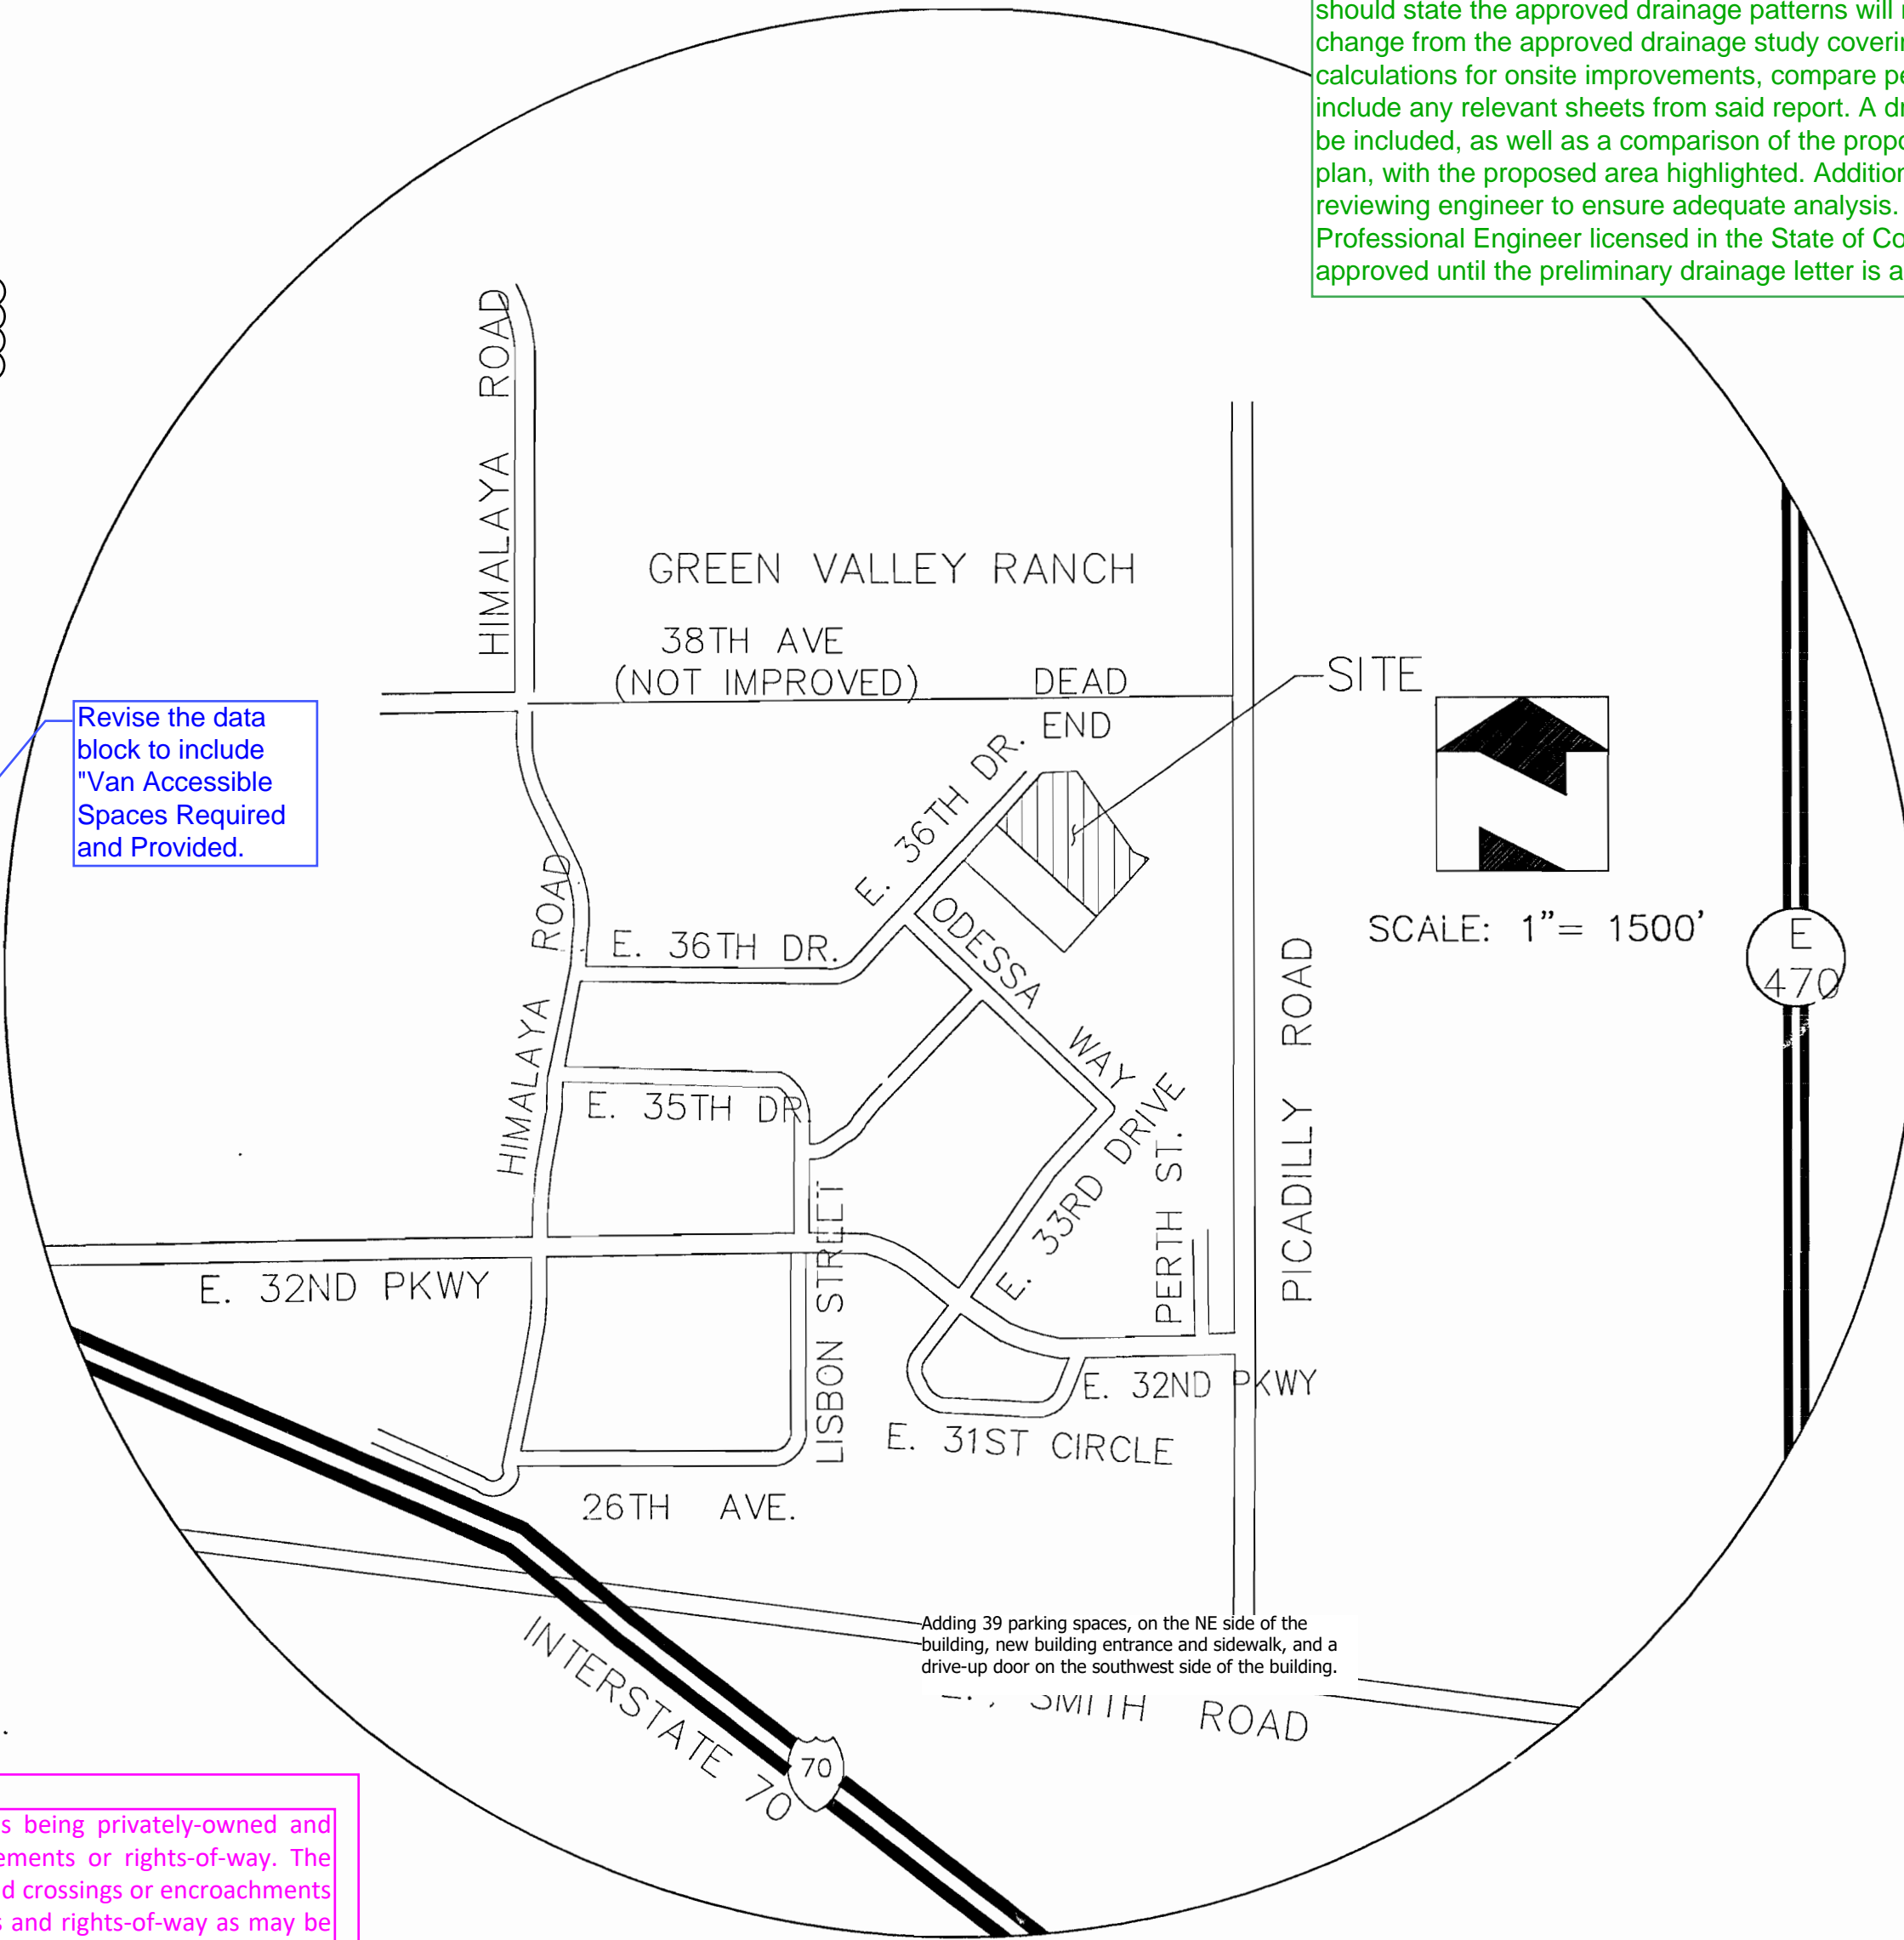 should state the approved drainage patterns will
change from the approved drainage study
calculations for onsite improvements, compare
include any relevant sheets from said report. A
be included, as well as a comparison of the
plan, with the proposed area highlighted.
reviewing engineer to ensure adequate analysis.
Professional Engineer licensed in the State of
approved until the preliminary drainage letter is
HIMALAYA ROAD
GREEN VALLEY RANCH
38TH AVE
(NOT IMPROVED)
DEAD
END
SITE
Revise the data
block to include
"Van Accessible
Spaces Required
and Provided.
E. 36TH DR.
SCALE: 1"= 1500'
E
470
E. 36TH DR.
ODESSA WAY
HIMALAYA ROAD
E. 35TH DR.
E. 33RD DRIVE
PERTH ST.
PICADILLY ROAD
E. 32ND PKWY
LISBON STREET
E. 32ND PKWY
E. 31ST CIRCLE
26TH AVE.
Adding 39 parking spaces, on the NE side of the
building, new building entrance and sidewalk, and a
drive-up door on the southwest side of the building.
SMITH ROAD
INTERSTATE 70
70
being privately-owned and
or rights-of-way. The
crossings or encroachments
and rights-of-way as may be